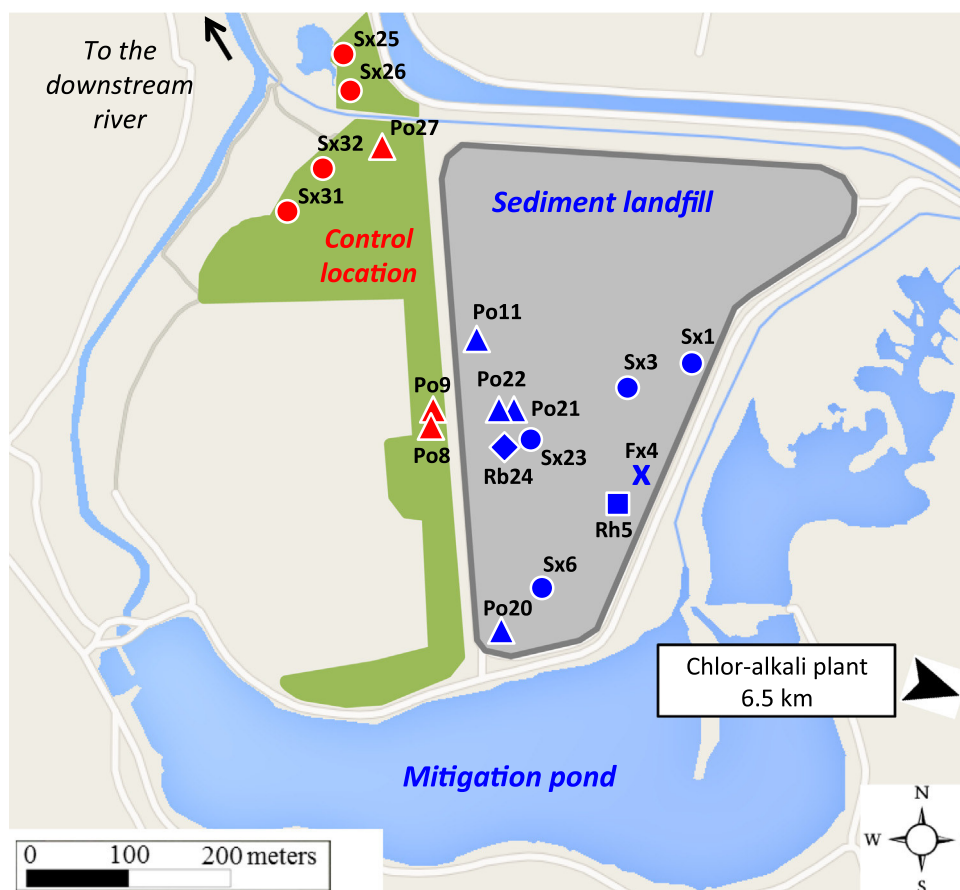 To the
downstream
river
Sx25
Sx26
Po27
Sx32
Sx31
Control
location
Sediment landfill
Po11
Sx1
Sx3
Po9
Po22
Po21
Po8
Rb24
Sx23
Fx4
Rh5
Sx6
Po20
Chlor-alkali plant
6.5 km
Mitigation pond
N
W
S
0 100 200 meters